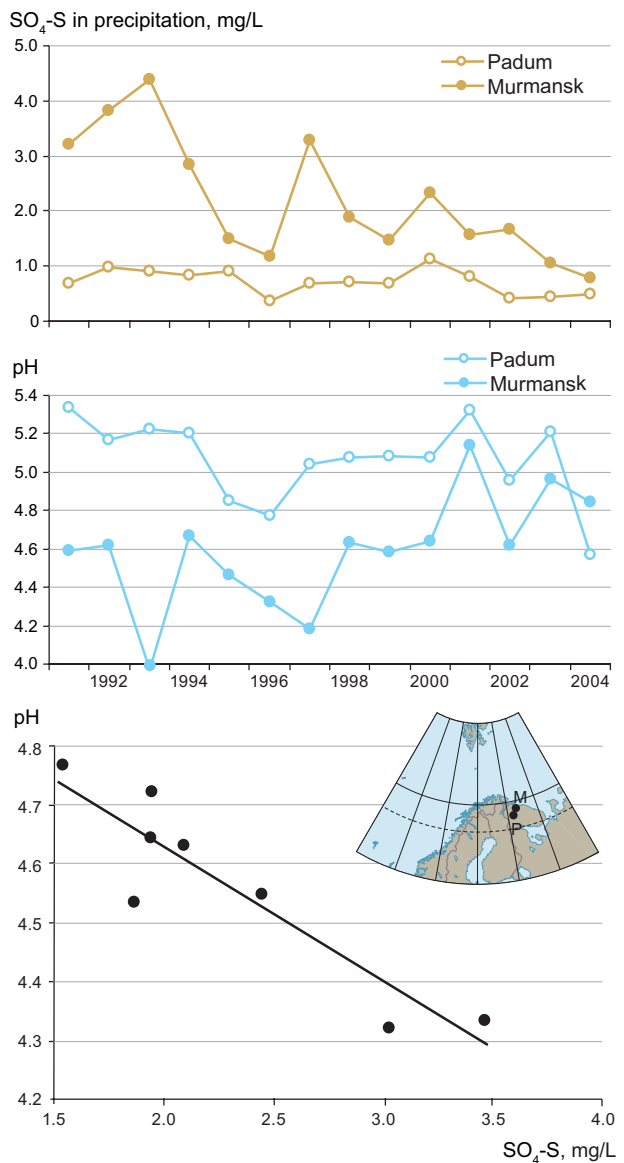 SO4-S in precipitation, mg/L
5.0
Padum
Murmansk
4.0
3.0
2.0
1.0
0
pH
Padum
Murmansk
5.4
5.2
5.0
4.8
4.6
4.4
4.2
4.0
1992 1994 1996 1998 2000 2002 2004
pH
4.8
M
P
4.7
4.6
4.5
4.4
4.3
4.2
1.5 2.0 2.5 3.0 3.5 4.0
SO4-S, mg/L